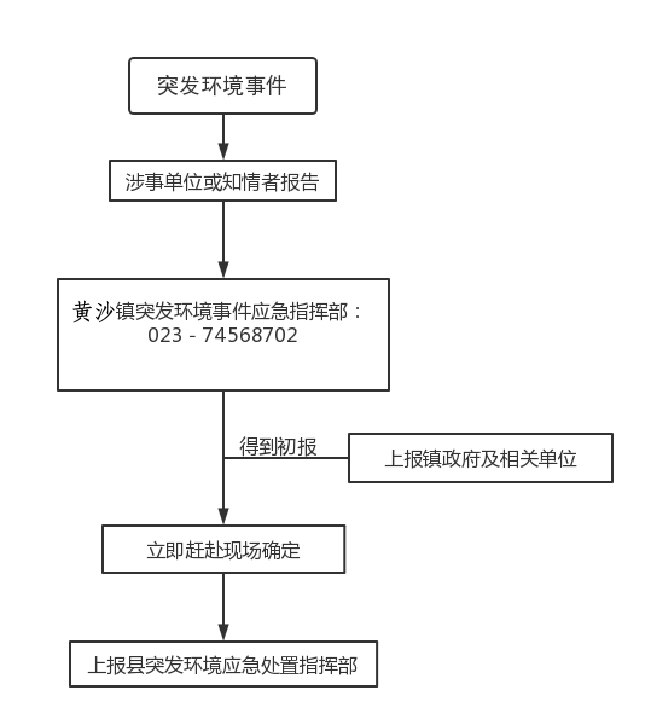 突发环境事件
涉事单位或知情者报告
黄沙镇突发环境事件应急指挥部：
023 - 74568702
得到初报
上报镇政府及相关单位
立即赶赴现场确定
上报县突发环境应急处置指挥部